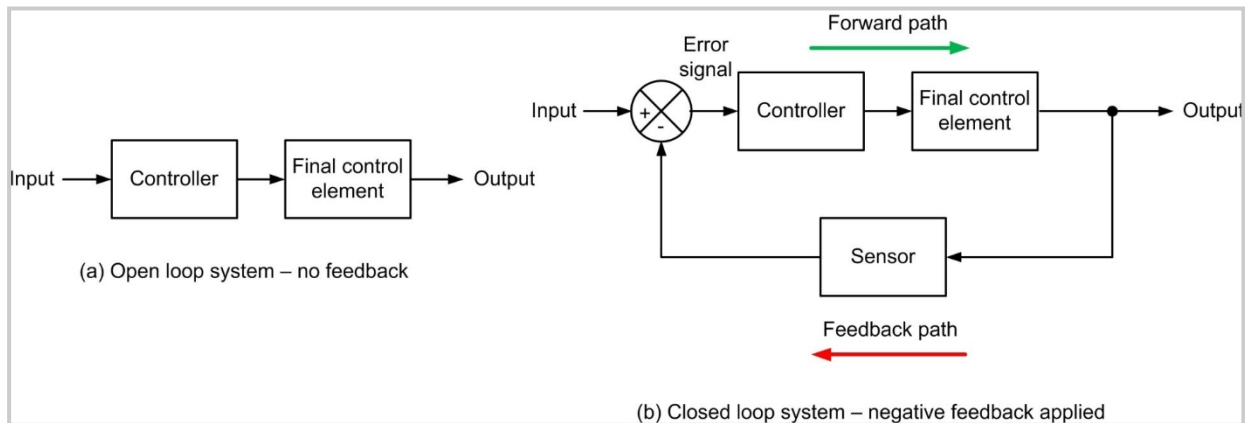 Input
Controller
Final control
element
Output
(a) Open loop system – no feedback
Forward path
Error
signal
Input
+
-
Controller
Final control
element
Output
Sensor
Feedback path
(b) Closed loop system – negative feedback applied